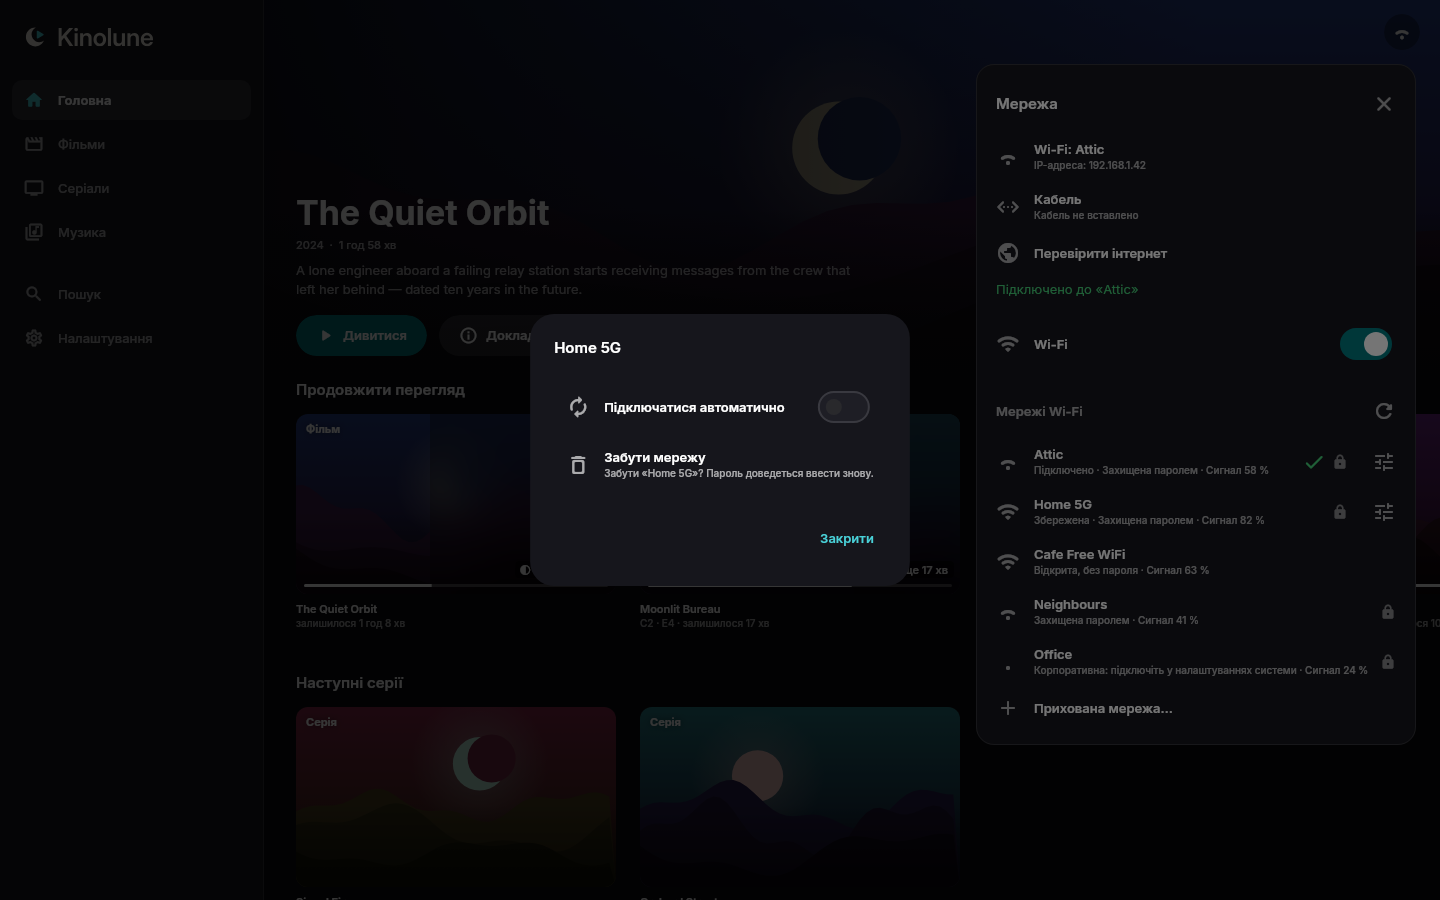 Kinolune
Головна
Фільми
Серіали
Музика
Пошук
Налаштування
The Quiet Orbit
2024 · 1 год 58 хв
A lone engineer aboard a failing relay station starts receiving messages from the crew that
left her behind — dated ten years in the future.
Дивитися
Продовжити перегляд
Фільм
The Quiet Orbit
залишилося 1 год 8 хв
17 хв
Moonlit Bureau
С2 · Е4 · залишилося 17 хв
Наступні серії
Серія
Серія
Home 5G
Підключатися автоматично
Забути мережу
Забути «Home 5G»? Пароль доведеться ввести знову.
Закрити
Мережа
Wi-Fi: Attic
IP-адреса: 192.168.1.42
Кабель
Кабель не вставлено
Перевірити інтернет
Підключено до «Attic»
Wi-Fi
Мережі Wi-Fi
Attic
Підключено · Захищена паролем · Сигнал 58 %
Home 5G
Збережена · Захищена паролем · Сигнал 82 %
Cafe Free WiFi
Відкрита, без пароля · Сигнал 63 %
Neighbours
Захищена паролем · Сигнал 41 %
Office
Корпоративна: підключіть у налаштуваннях системи · Сигнал 24 %
Прихована мережа...